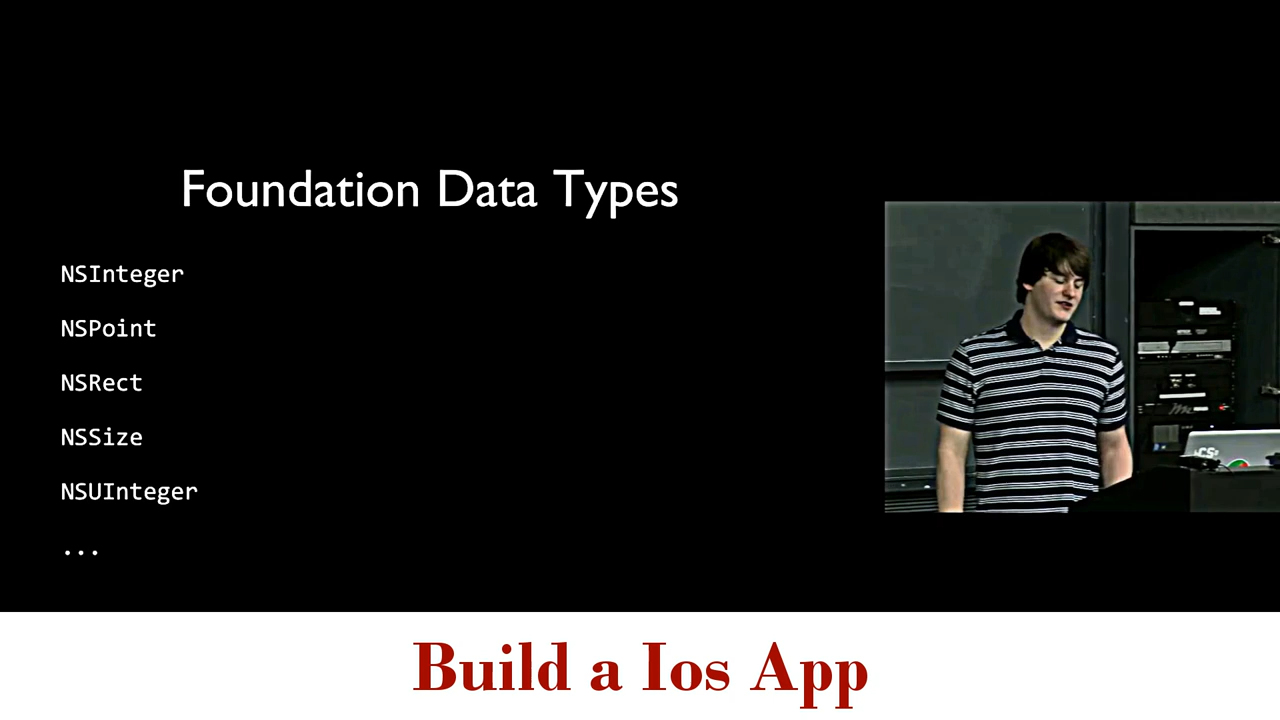 Foundation Data Types
NSInteger
NSPoint
NSRect
NSSize
NSUInteger
...
Build a Ios App